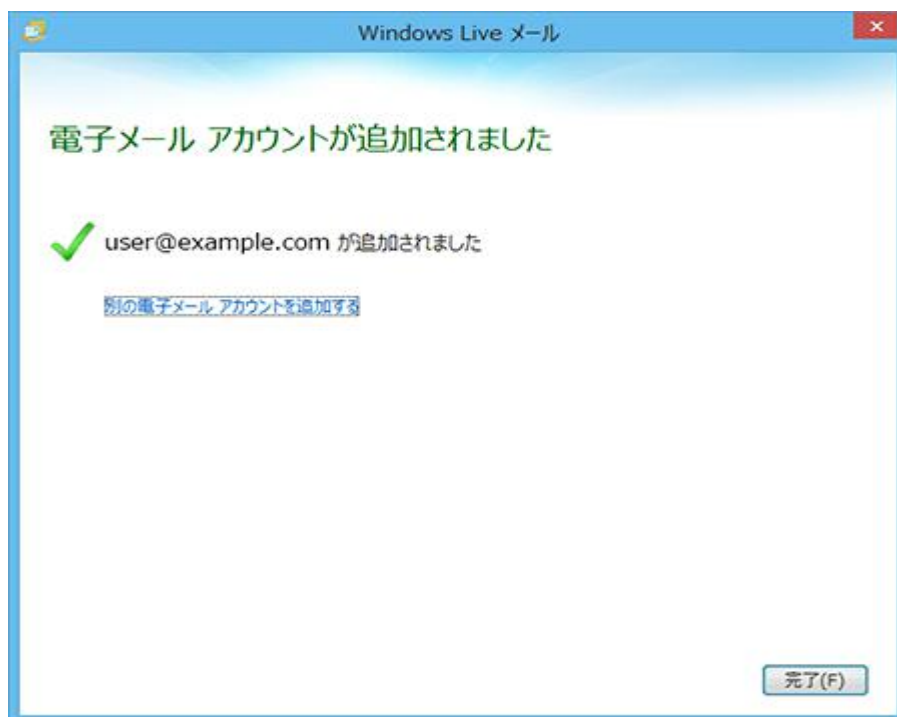 Windows Live メール
電子メール アカウントが追加されました
user@example.com が追加されました
別の電子メール アカウントを追加する
完了(F)